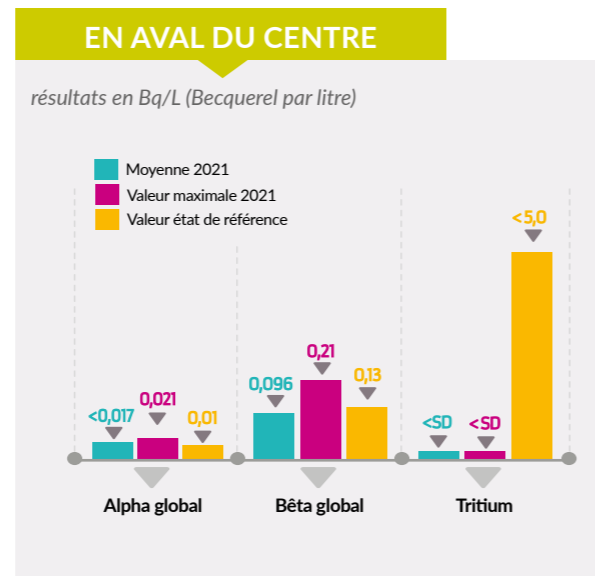 EN AVAL DU CENTRE
résultats en Bq/L (Becquerel par litre)
Moyenne 2021
Valeur maximale 2021
Valeur état de référence
<0,017
0,021
0,01
0,096
0,21
0,13
<SD
<SD
<5,0
Alpha global
Bêta global
Tritium